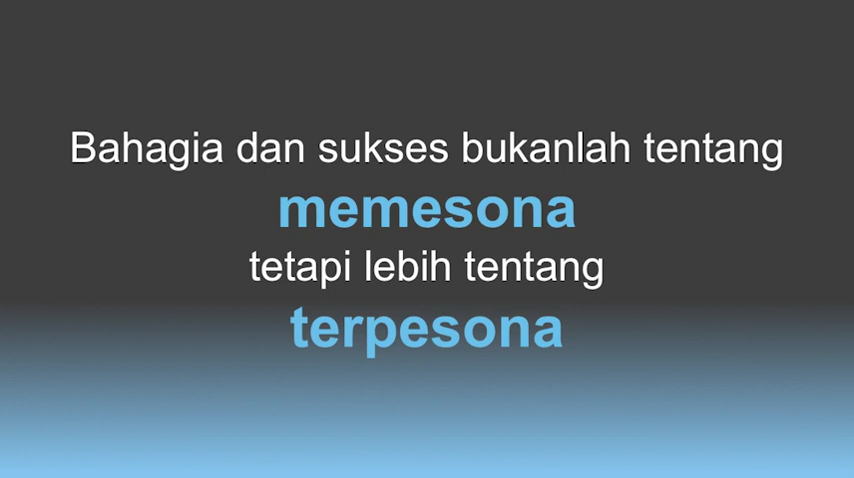 Bahagia dan sukses bukanlah tentang
memesona
tetapi lebih tentang
terpesona